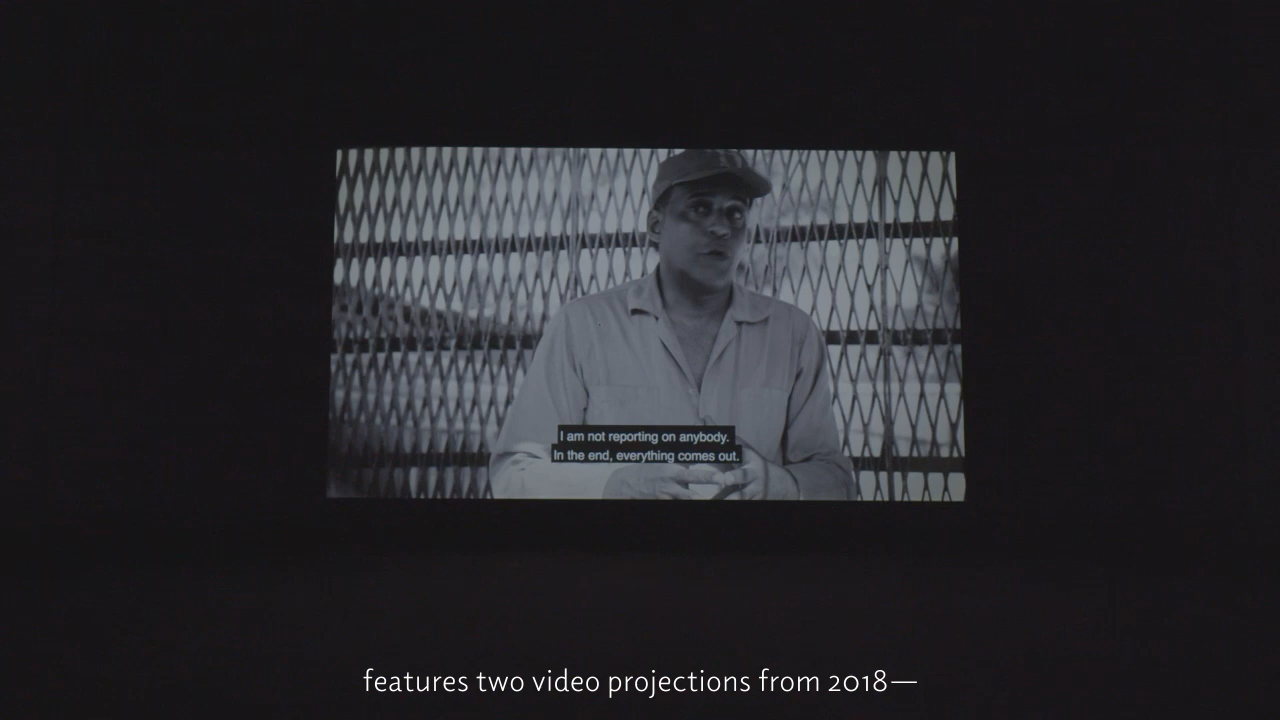 I am not reporting on anybody.
In the end, everything comes out.
features two video projections from 2018—